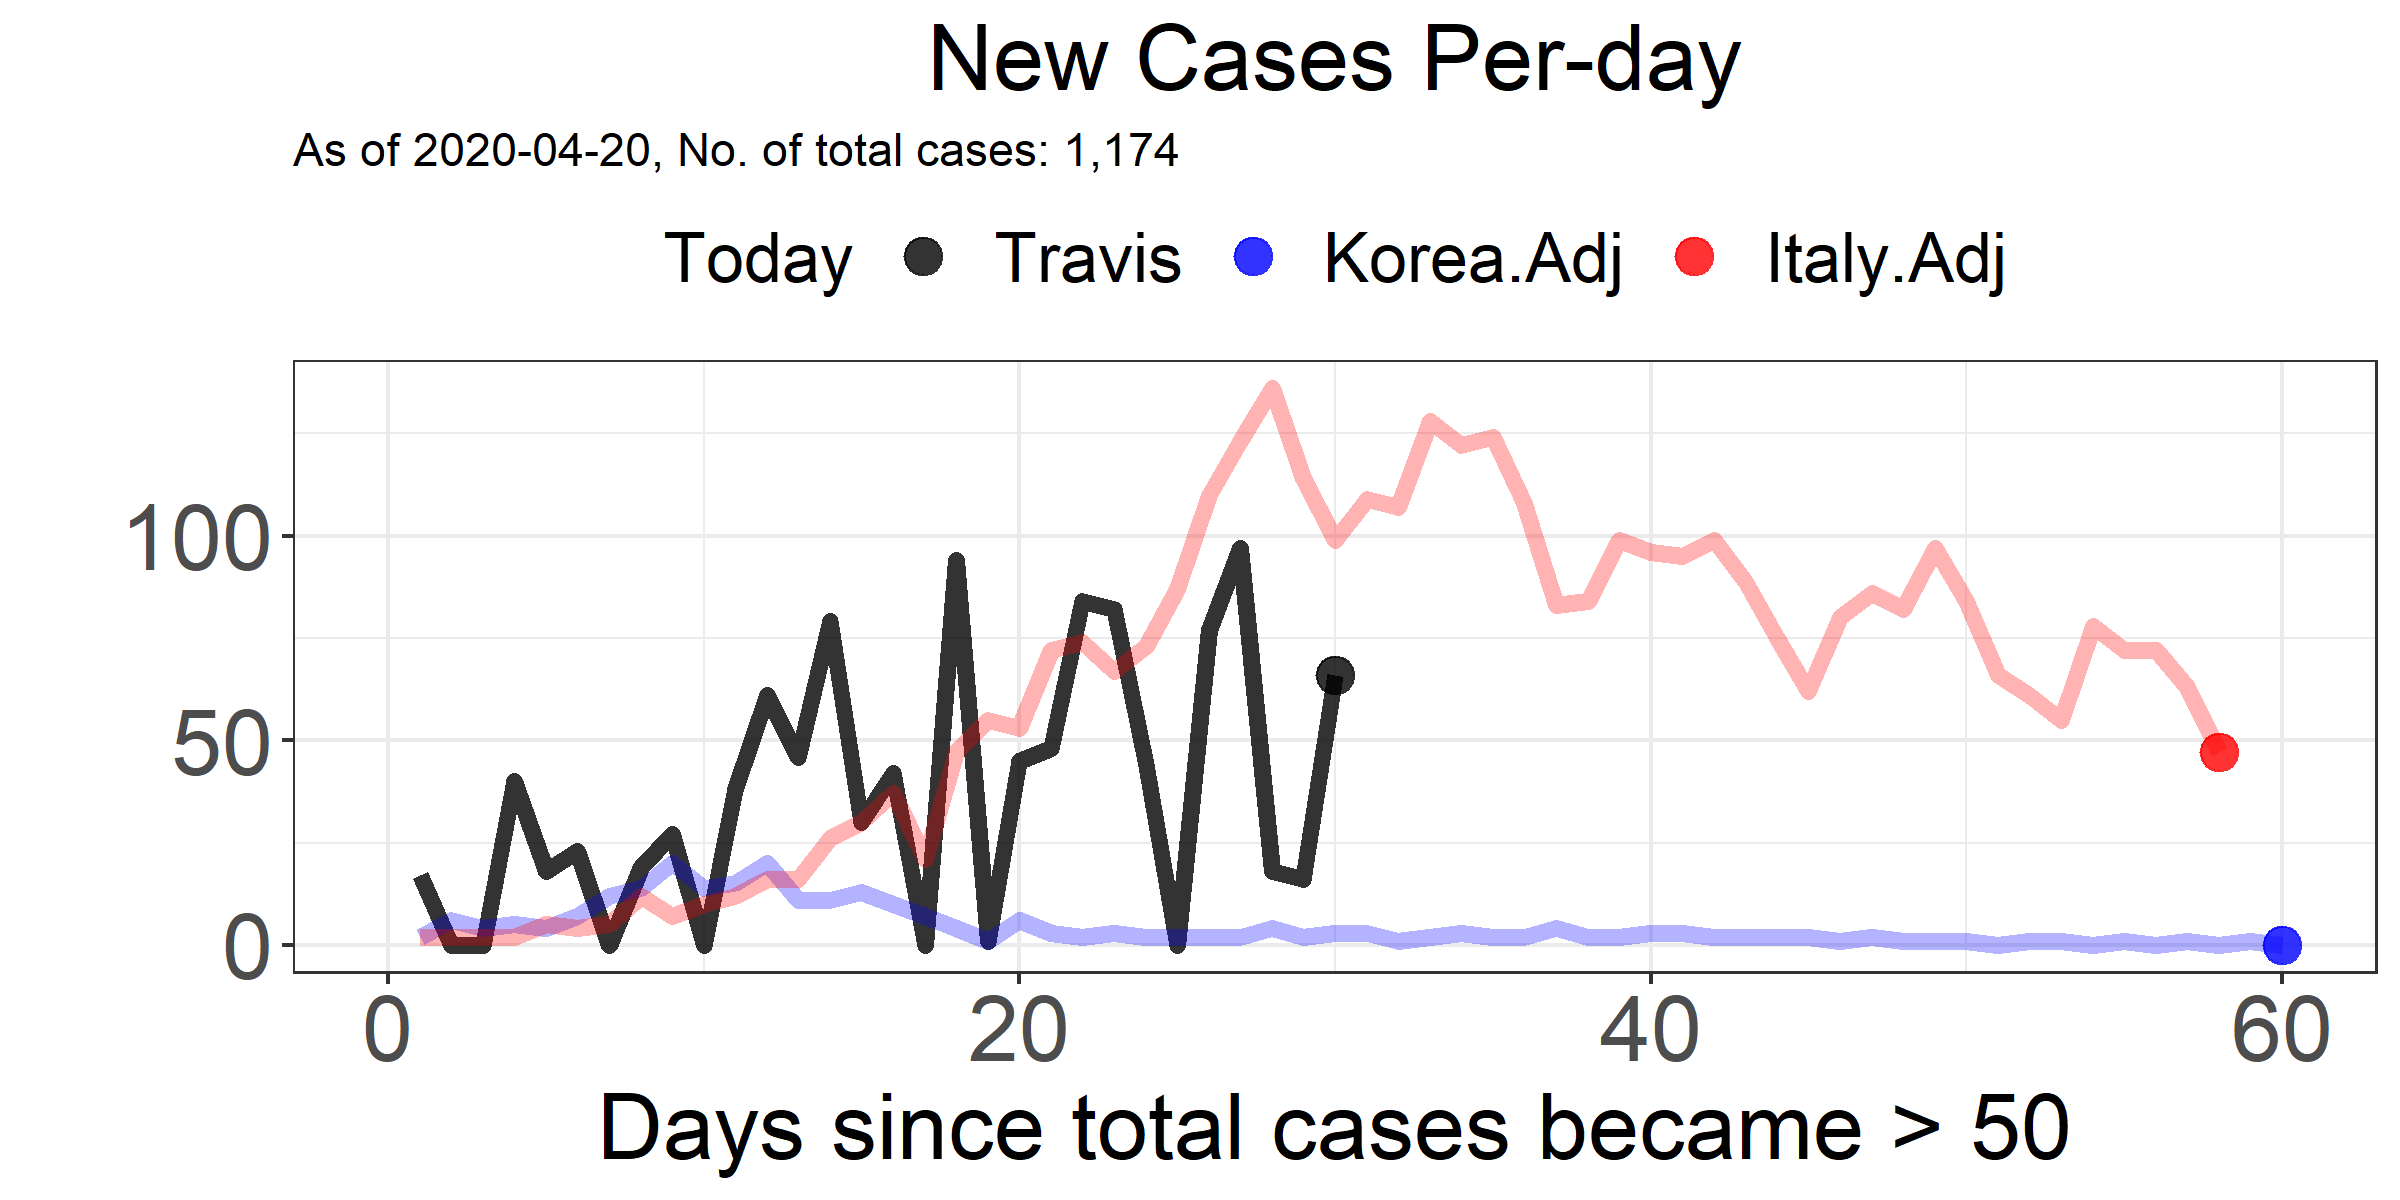 New Cases Per-day
As of 2020-04-20, No. of total cases: 1,174
Today Travis Korea.Adj Italy.Adj
100
50
0
0 20 40 60
Days since total cases became > 50